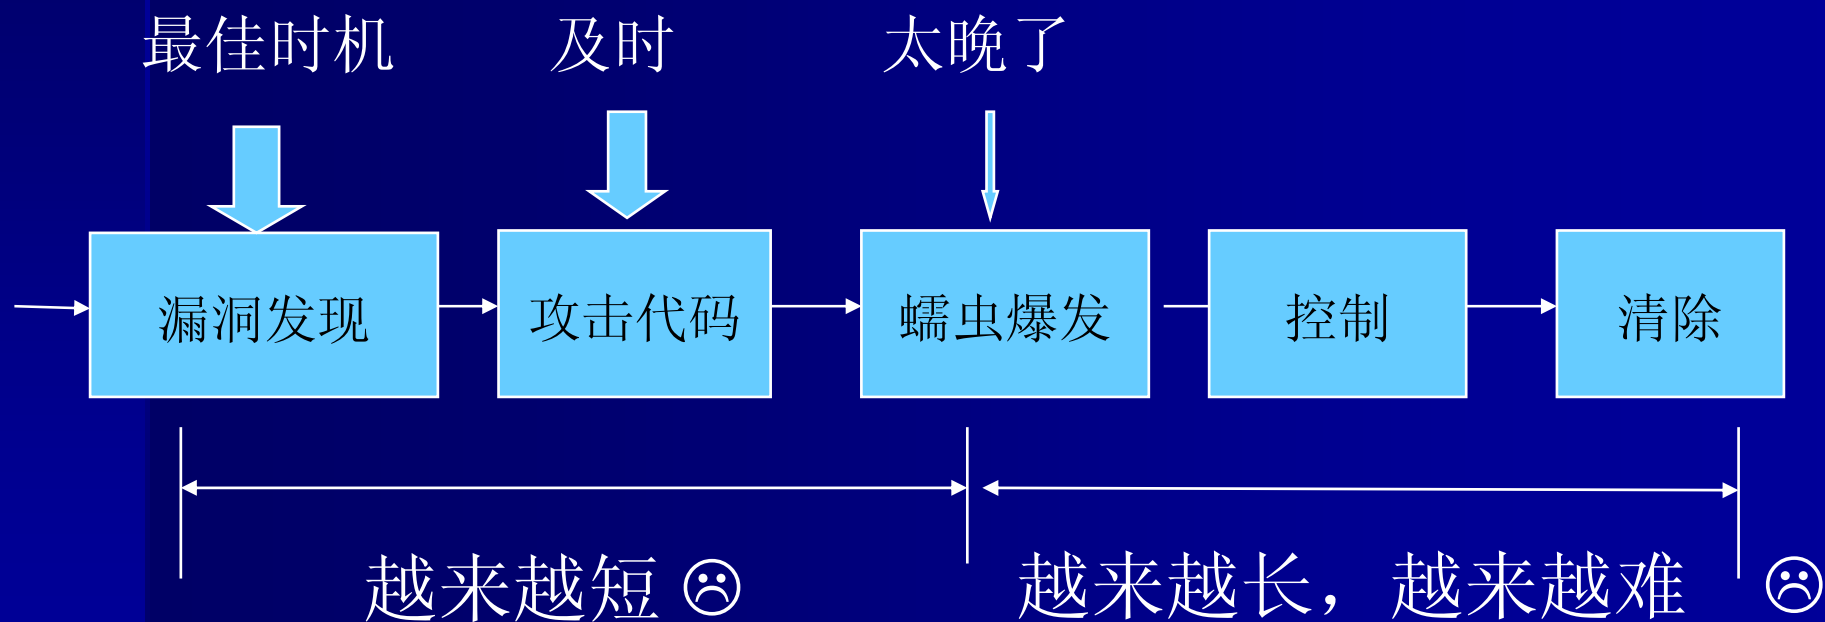 最佳时机 及时 太晚了
漏洞发现 攻击代码 蠕虫爆发 控制 清除
越来越短 越来越长，越来越难